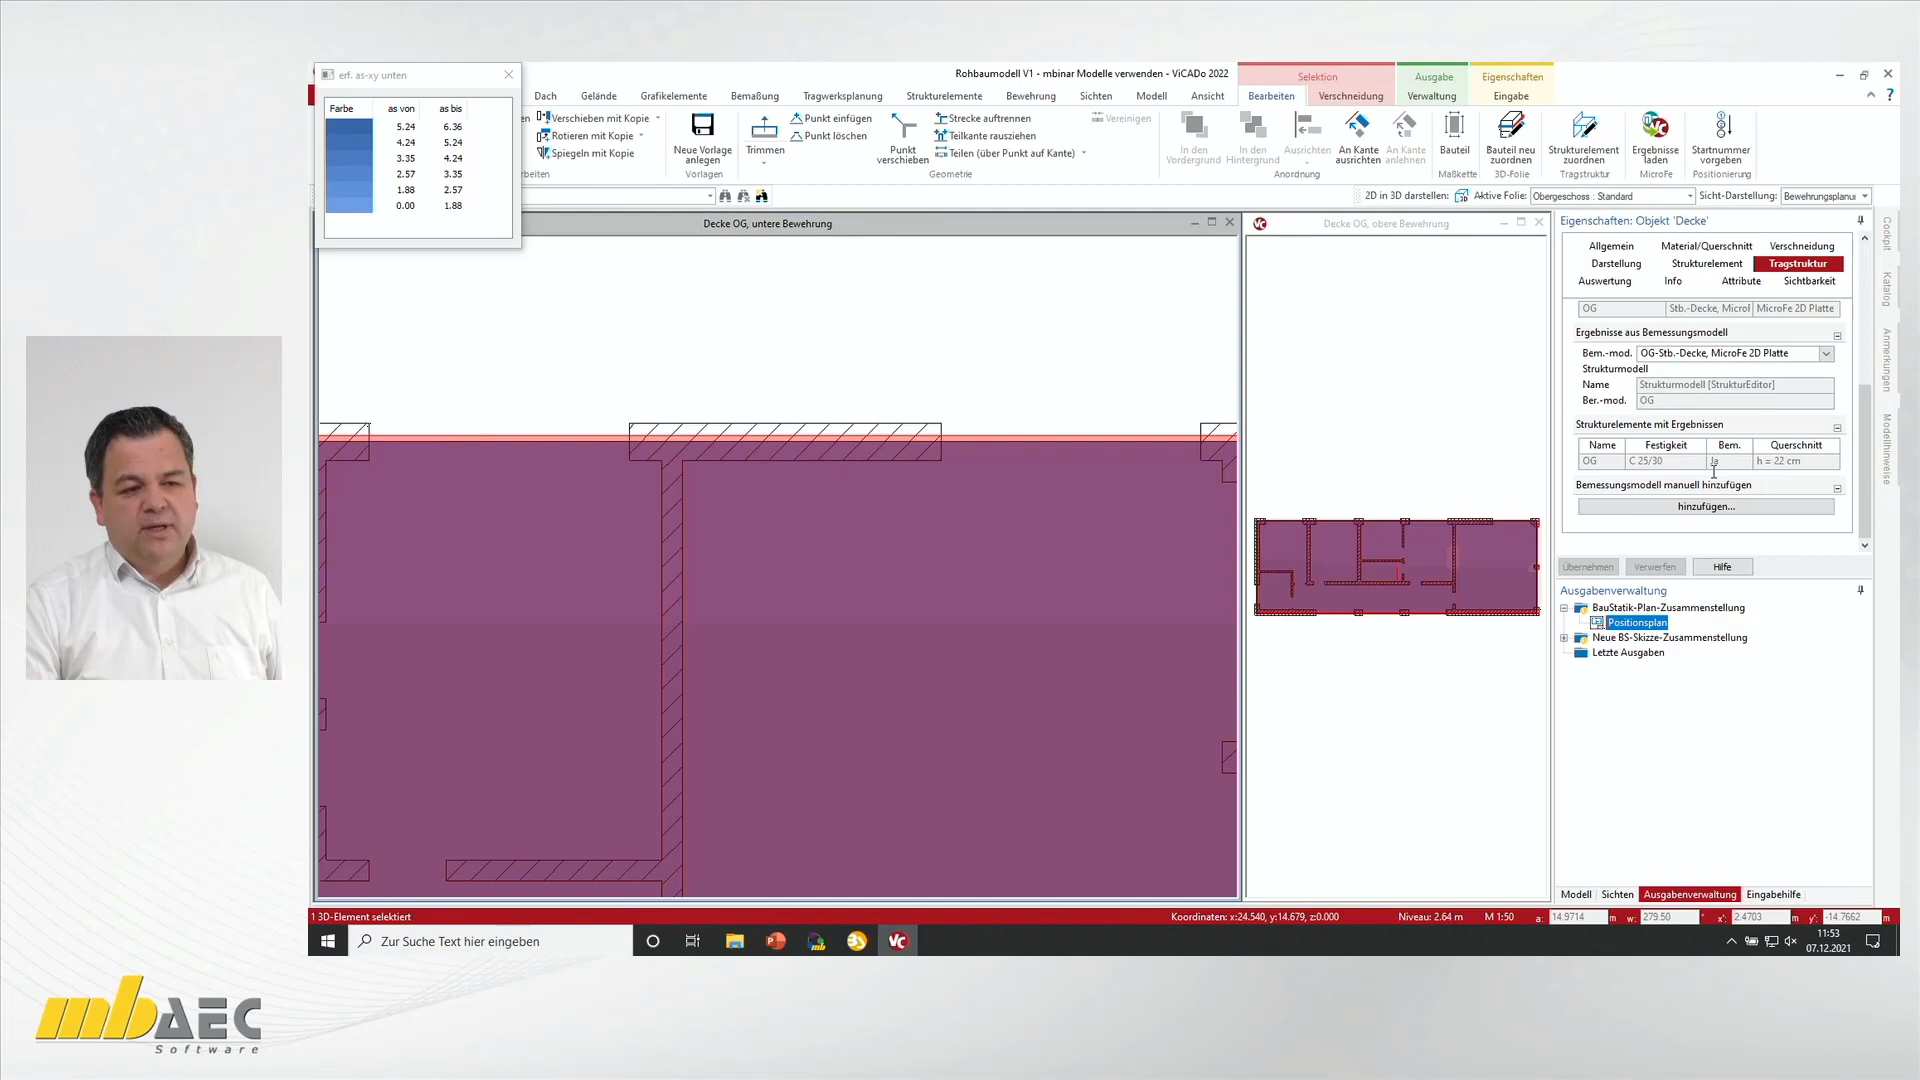 erf. as-xy unten
Farbe as von as bis
5.24 6.36
4.24 5.24
3.35 4.24
2.57 3.35
1.88 2.57
0.00 1.88
Rohbaumodell V1 - mbinar Modelle verwenden - ViCADo 2022
Selektion Ausgabe Eigenschaften
Dach Gelände Grafikelemente Bemaßung Tragwerksplanung Strukturelemente Bewehrung Sichten Modell Ansicht Bearbeiten Verschneidung Verwaltung Eingabe
Verschieben mit Kopie
Rotieren mit Kopie
Spiegeln mit Kopie
Neue Vorlage anlegen
Vorlagen
Trimmen
Punkt einfügen
Punkt löschen
Punkt verschieben
Strecke auftrennen
Teilkante rausziehen
Teilen (über Punkt auf Kante)
Geometrie
Vereinigen
In den Vordergrund
In den Hintergrund
Ausrichten
An Kante ausrichten
An Kante anlehnen
Anordnung
Bauteil
Maßkette
Bauteil neu zuordnen
3D-Folie
Strukturelement zuordnen
Tragstruktur
Ergebnisse laden
MicroFe
Startnummer vorgeben
Positionierung
2D in 3D darstellen: Aktive Folie: Obergeschoss : Standard Sicht-Darstellung: Bewehrungsplanu
Decke OG, untere Bewehrung
Decke OG, obere Bewehrung
Eigenschaften: Objekt 'Decke'
Allgemein Material/Querschnitt Verschneidung
Darstellung Strukturelement Tragstruktur
Auswertung Info Attribute Sichtbarkeit
OG Stb.-Decke, Microl MicroFe 2D Platte
Ergebnisse aus Bemessungsmodell
Bem.-mod. OG-Stb.-Decke, MicroFe 2D Platte
Strukturmodell
Name Strukturmodell [StrukturEditor]
Ber.-mod. OG
Strukturelemente mit Ergebnissen
Name Festigkeit Bem. Querschnitt
OG C 25/30 Ja h = 22 cm
Bemessungsmodell manuell hinzufügen
hinzufügen...
Übernehmen Verwerfen Hilfe
Ausgabenverwaltung
BauStatik-Plan-Zusammenstellung
Positionsplan
Neue BS-Skizze-Zusammenstellung
Letzte Ausgaben
Cockpit
Katalog
Anmerkungen
Modellhinweise
Modell Sichten Ausgabenverwaltung Eingabehilfe
1 3D-Element selektiert
Koordinaten: x:24.540, y:14.679, z:0.000 Niveau: 2.64 m M 1:50 a: 14.9714 m w: 279.50 ° x': 2.4703 m y': -14.7662 m
Zur Suche Text hier eingeben
11:53
07.12.2021
mb AEC
Software